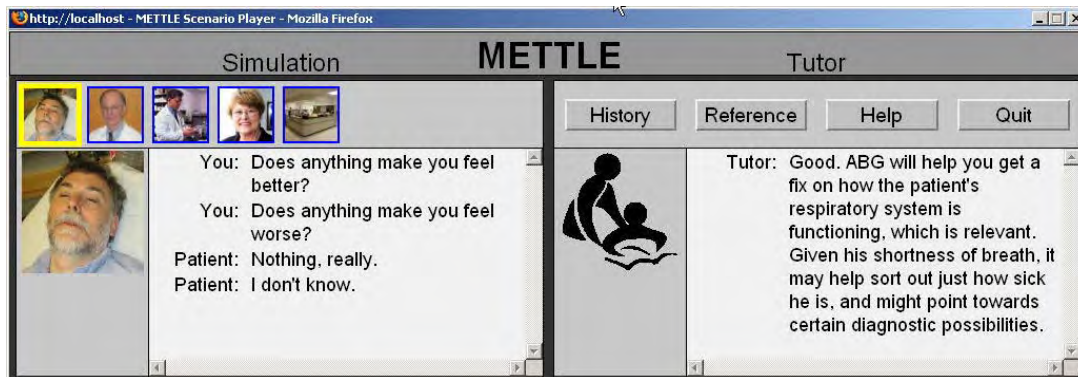 http://localhost - METTLE Scenario Player - Mozilla Firefox
Simulation
METTLE
Tutor
History
Reference
Help
Quit
You: Does anything make you feel
better?
You: Does anything make you feel
worse?
Patient: Nothing, really.
Patient: I don't know.
Tutor: Good. ABG will help you get a
fix on how the patient's
respiratory system is
functioning, which is relevant.
Given his shortness of breath, it
may help sort out just how sick
he is, and might point towards
certain diagnostic possibilities.